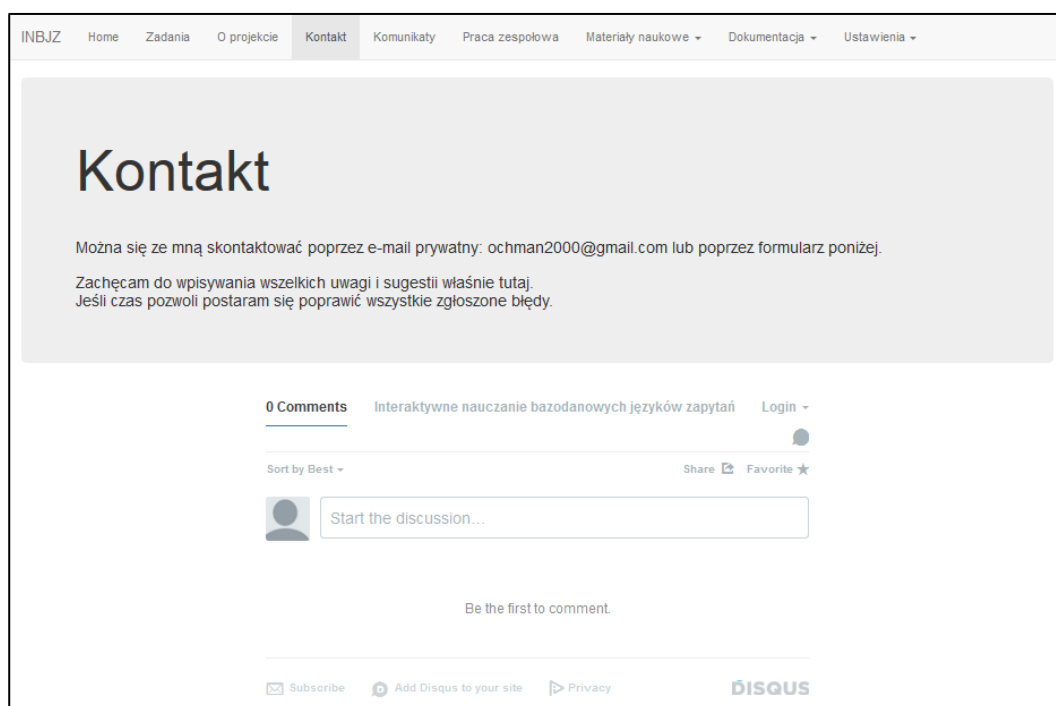 INBJZ Home Zadania O projekcie Kontakt Komunikaty Praca zespołowa Materiały naukowe Dokumentacja Ustawienia
Kontakt
Można się ze mną skontaktować poprzez e-mail prywatny: ochman2000@gmail.com lub poprzez formularz poniżej.
Zachęcam do wpisywania wszelkich uwagi i sugestii właśnie tutaj.
Jeśli czas pozwoli postaram się poprawić wszystkie zgłoszone błędy.
0 Comments Interaktywne nauczanie bazodanowych języków zapytań Login
Sort by Best Share Favorite
Start the discussion...
Be the first to comment.
Subscribe Add Disqus to your site Privacy DISQUS